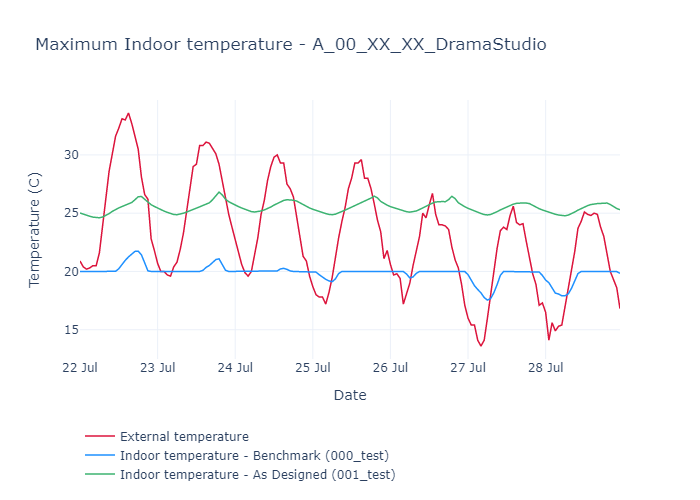 Maximum Indoor temperature - A_00_XX_XX_DramaStudio
Temperature (C)
30
25
20
15
22 Jul 23 Jul 24 Jul 25 Jul 26 Jul 27 Jul 28 Jul
Date
External temperature
Indoor temperature - Benchmark (000_test)
Indoor temperature - As Designed (001_test)